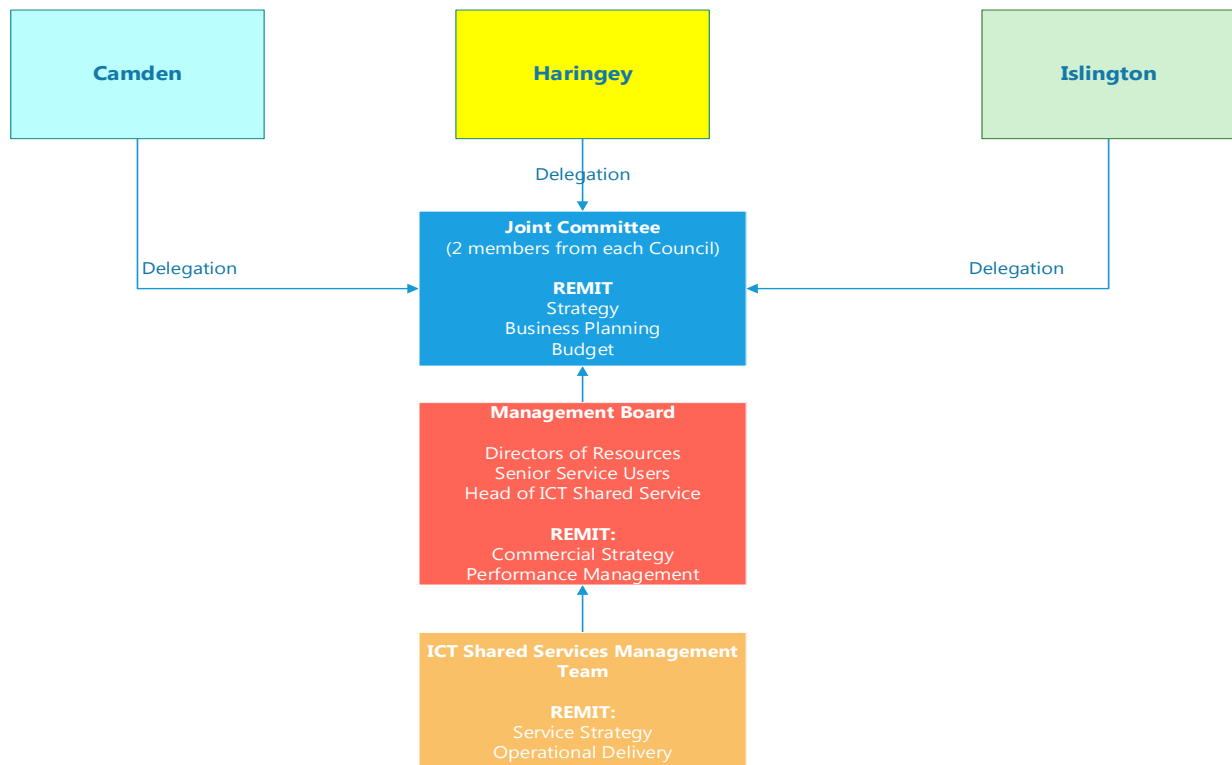 Camden
Haringey
Islington
Delegation
Delegation
Delegation
Joint Committee
(2 members from each Council)
REMIT
Strategy
Business Planning
Budget
Management Board
Directors of Resources
Senior Service Users
Head of ICT Shared Service
REMIT:
Commercial Strategy
Performance Management
ICT Shared Services Management
Team
REMIT:
Service Strategy
Operational Delivery